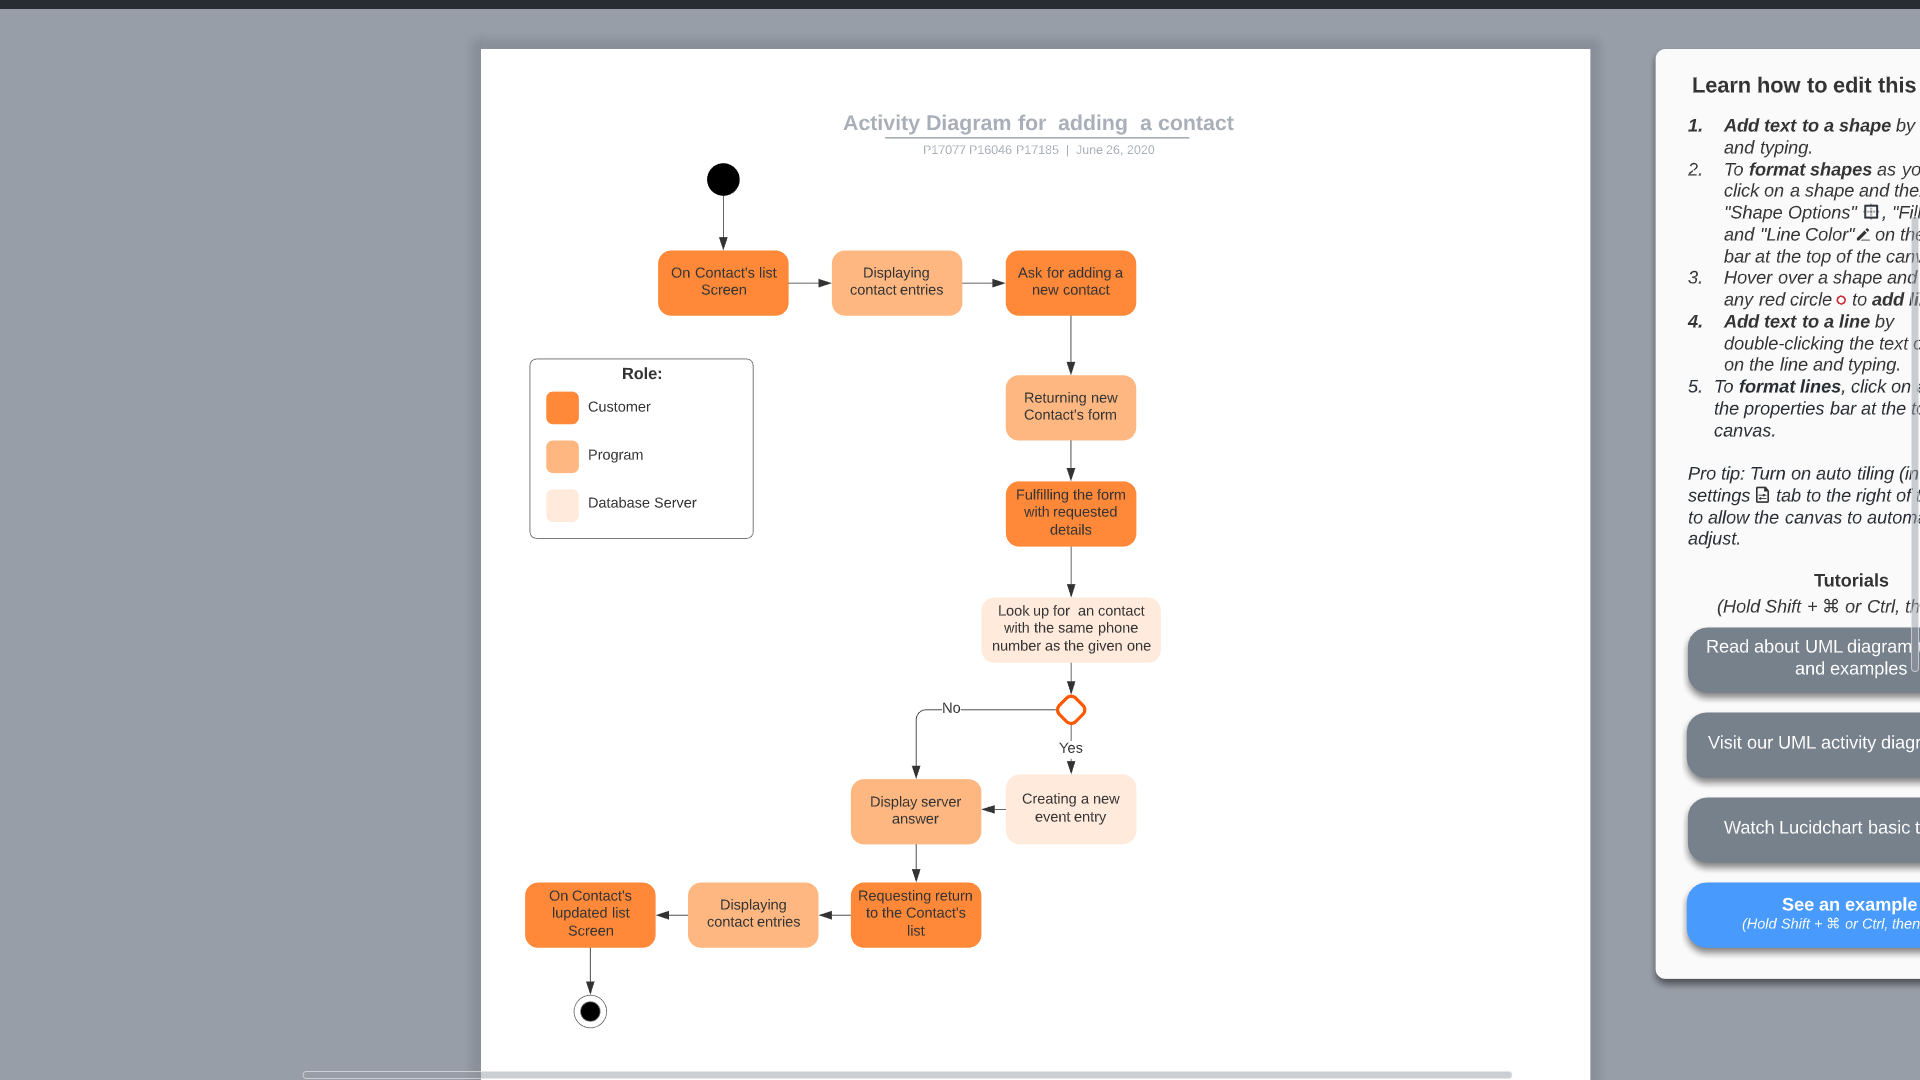 Activity Diagram for adding a contact
P17077 P16046 P17185 | June 26, 2020
On Contact's list
Screen
Displaying
contact entries
Ask for adding a
new contact
Role:
Customer
Program
Database Server
Returning new
Contact's form
Fulfilling the form
with requested
details
Look up for an contact
with the same phone
number as the given one
No
Yes
Display server
answer
Creating a new
event entry
On Contact's
lupdated list
Screen
Displaying
contact entries
Requesting return
to the Contact's
list
Learn how to edit this
1. Add text to a shape by
and typing.
2. To format shapes as
click on a shape and
"Shape Options" ,
and "Line Color" on
bar at the top of the
3. Hover over a shape and
any red circle to add
4. Add text to a line by
double-clicking the text
on the line and typing.
5. To format lines, click on
the properties bar at the
canvas.
Pro tip: Turn on auto tiling (in
settings tab to the right of
to allow the canvas to
adjust.
Tutorials
(Hold Shift + ⌘ or Ctrl,
Read about UML diagram
and examples
Visit our UML activity
Watch Lucidchart basic
See an example
(Hold Shift + ⌘ or Ctrl, then